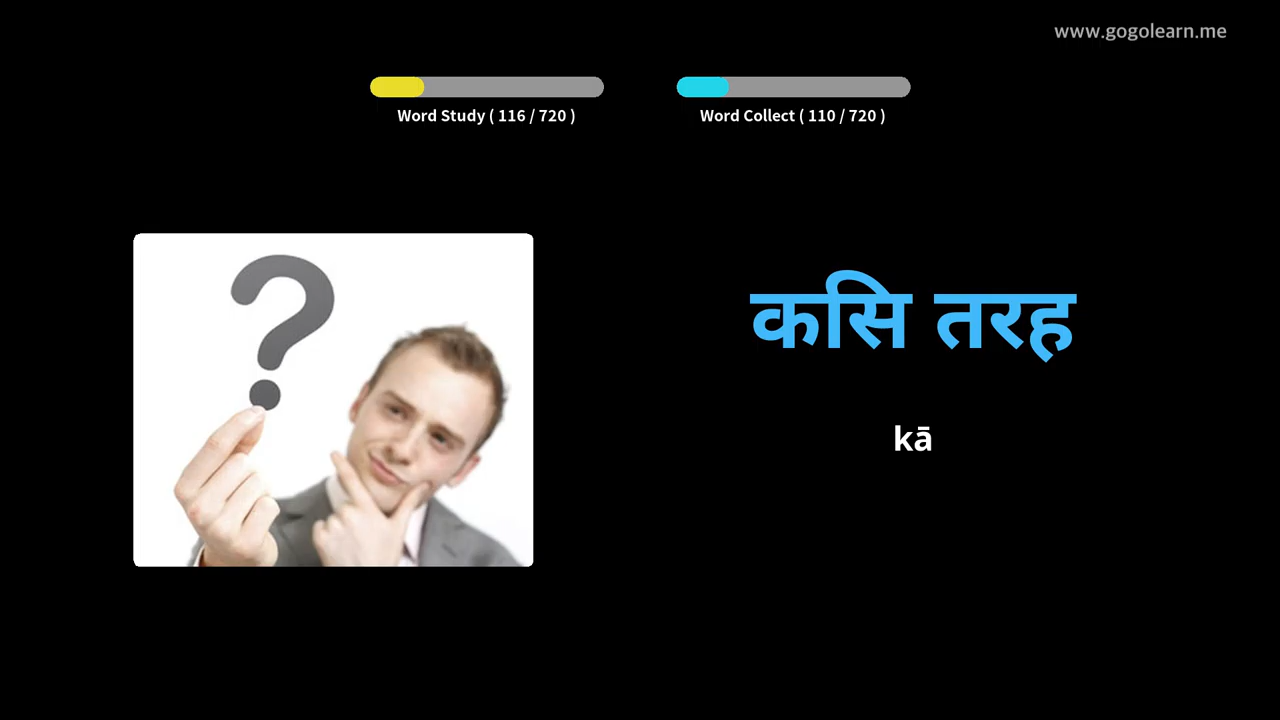 www.gogolearn.me
Word Study ( 116 / 720 )
Word Collect ( 110 / 720 )
कसि तरह
kā